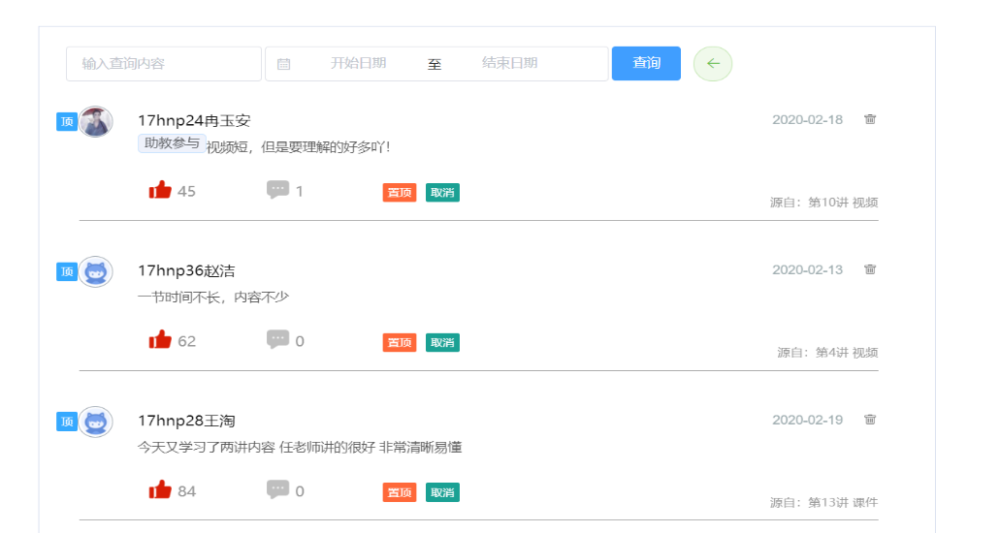 输入查询内容 开始日期 至 结束日期 查询
顶 17hnp24冉玉安 2020-02-18
助教参与 视频短，但是要理解的好多吖！
45 1 置顶 取消
源自：第10讲 视频
顶 17hnp36赵洁 2020-02-13
一节时间不长，内容不少
62 0 置顶 取消
源自：第4讲 视频
顶 17hnp28王淘 2020-02-19
今天又学习了两讲内容 任老师讲的很好 非常清晰易懂
84 0 置顶 取消
源自：第13讲 课件